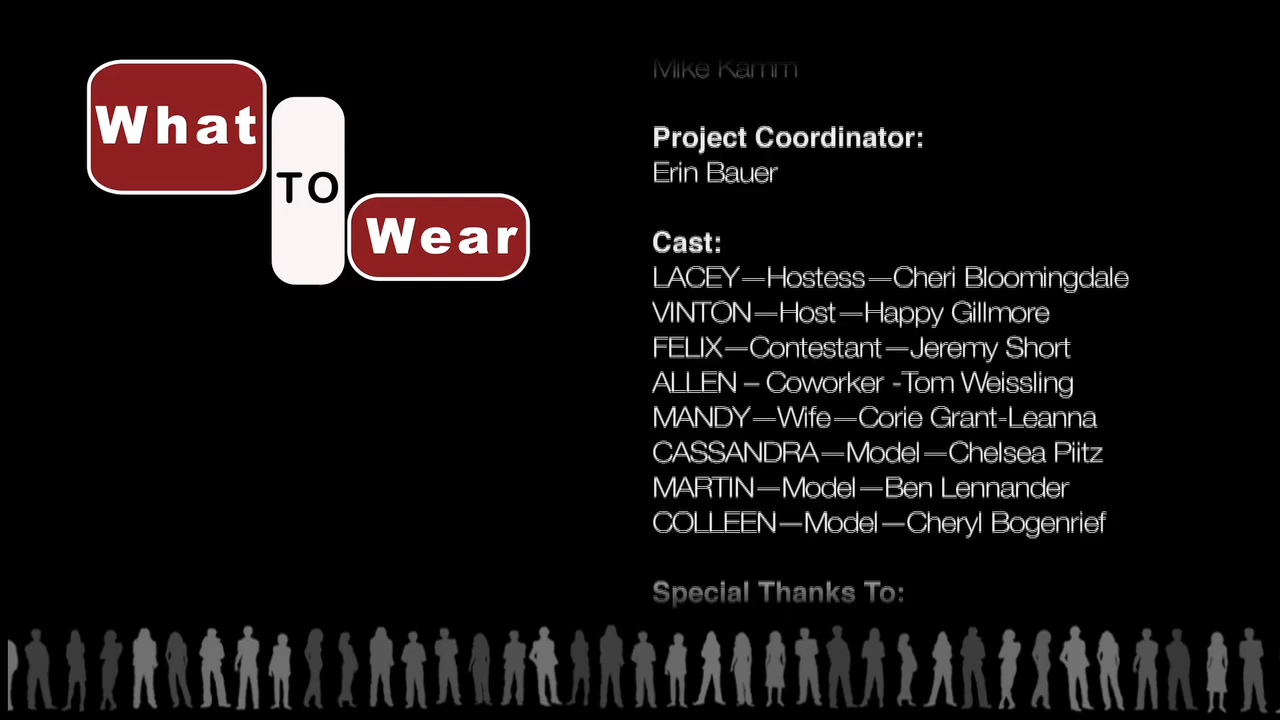 What
TO
Wear
Mike Kamm
Project Coordinator:
Erin Bauer
Cast:
LACEY—Hostess—Cheri Bloomingdale
VINTON—Host—Happy Gillmore
FELIX—Contestant—Jeremy Short
ALLEN – Coworker -Tom Weissling
MANDY—Wife—Corie Grant-Leanna
CASSANDRA—Model—Chelsea Piitz
MARTIN—Model—Ben Lennander
COLLEEN—Model—Cheryl Bogenrief
Special Thanks To: